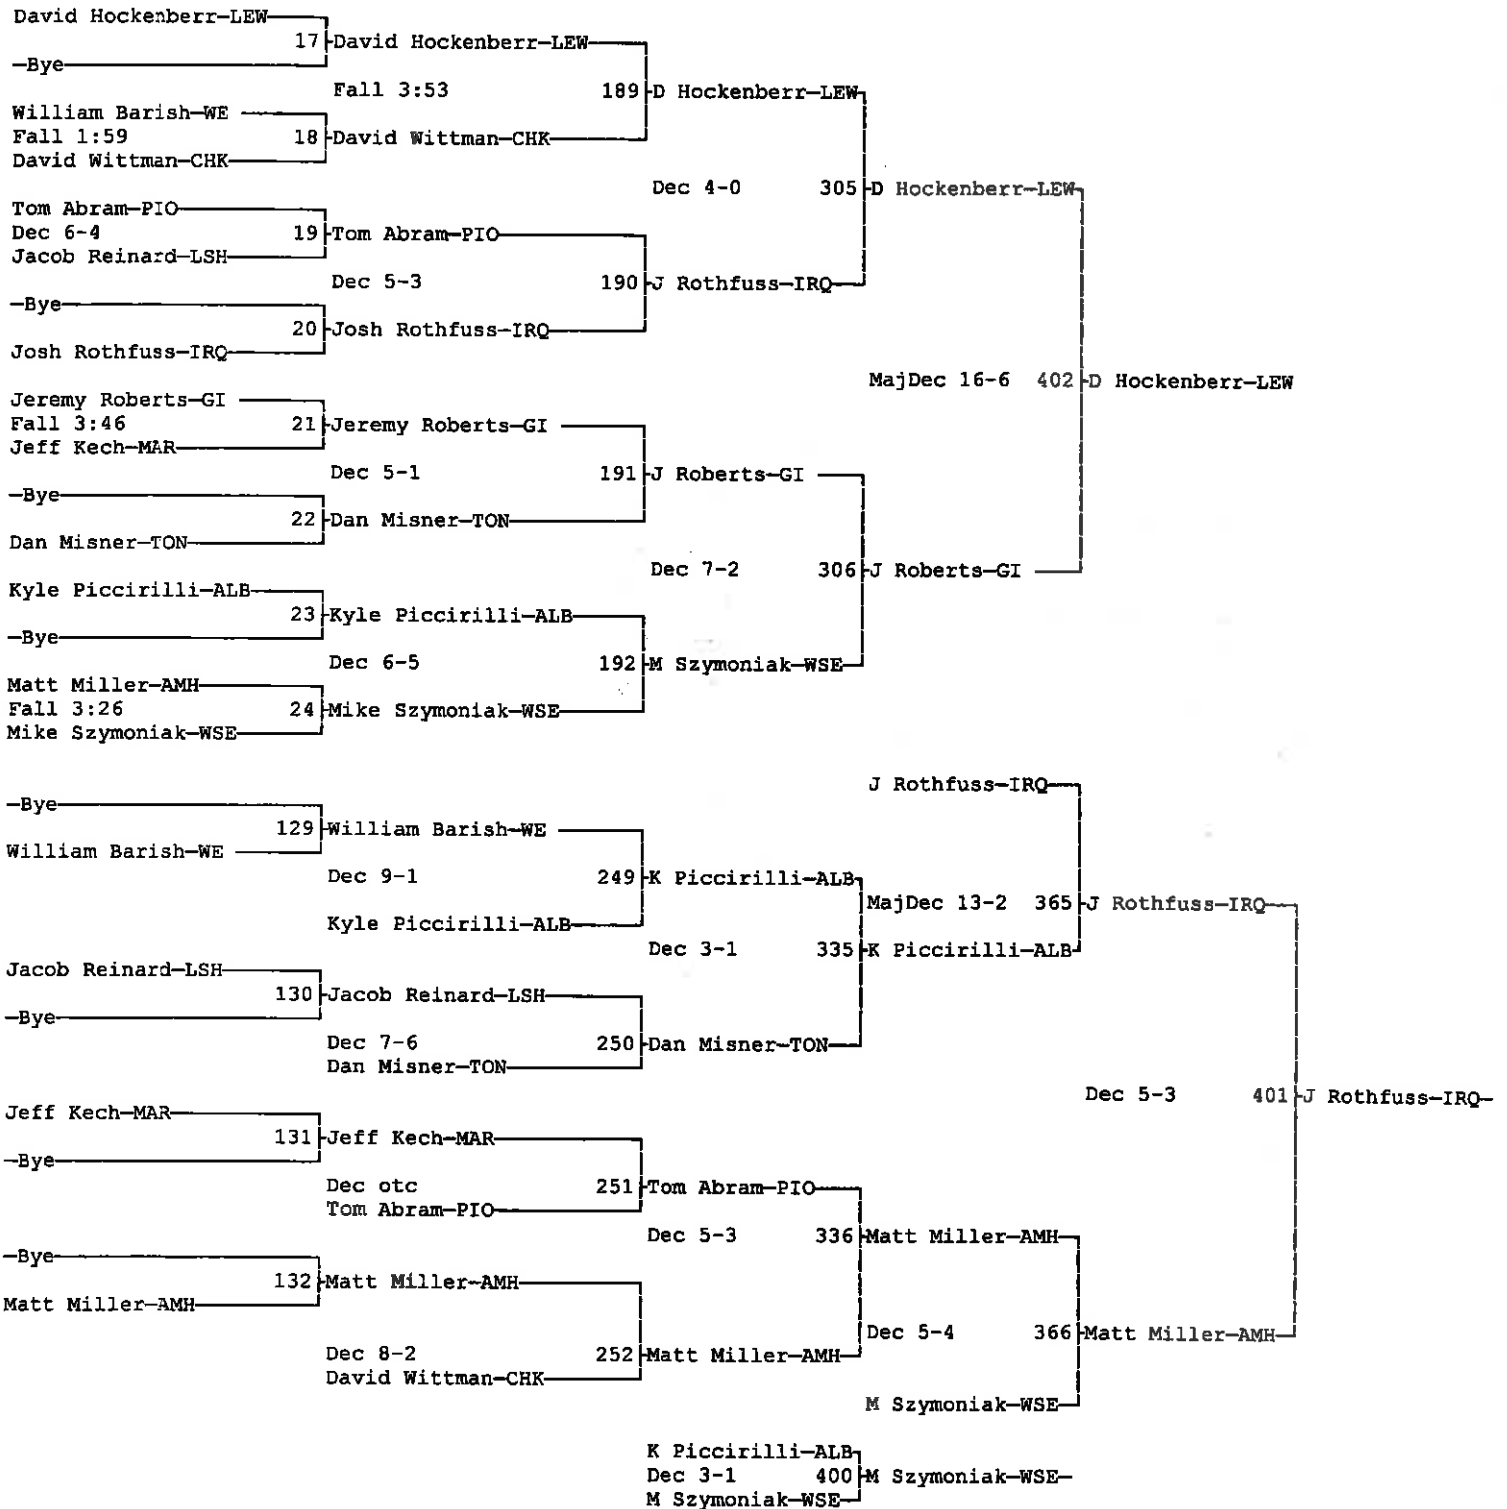 David Hockenberr—LEW
17 David Hockenberr—LEW
—Bye
Fall 3:53 189 D Hockenberr—LEW
William Barish—WE
Fall 1:59 18 David Wittman—CHK
David Wittman—CHK
Dec 4-0 305 D Hockenberr—LEW
Tom Abram—PIO
Dec 6-4 19 Tom Abram—PIO
Jacob Reinard—LSH
Dec 5-3 190 J Rothfuss—IRQ
—Bye
20 Josh Rothfuss—IRQ
Josh Rothfuss—IRQ
MajDec 16-6 402 D Hockenberr—LEW
Jeremy Roberts—GI
Fall 3:46 21 Jeremy Roberts—GI
Jeff Kech—MAR
Dec 5-1 191 J Roberts—GI
—Bye
22 Dan Misner—TON
Dan Misner—TON
Dec 7-2 306 J Roberts—GI
Kyle Piccirilli—ALB
23 Kyle Piccirilli—ALB
—Bye
Dec 6-5 192 M Szymoniak—WSE
Matt Miller—AMH
Fall 3:26 24 Mike Szymoniak—WSE
Mike Szymoniak—WSE
J Rothfuss—IRQ
—Bye
129 William Barish—WE
William Barish—WE
Dec 9-1 249 K Piccirilli—ALB
MajDec 13-2 365 J Rothfuss—IRQ
Kyle Piccirilli—ALB
Dec 3-1 335 K Piccirilli—ALB
Jacob Reinard—LSH
130 Jacob Reinard—LSH
—Bye
Dec 7-6 250 Dan Misner—TON
Dan Misner—TON
Dec 5-3 401 J Rothfuss—IRQ—
Jeff Kech—MAR
131 Jeff Kech—MAR
—Bye
Dec otc 251 Tom Abram—PIO
Tom Abram—PIO
Dec 5-3 336 Matt Miller—AMH
—Bye
132 Matt Miller—AMH
Matt Miller—AMH
Dec 5-4 366 Matt Miller—AMH
Dec 8-2 252 Matt Miller—AMH
David Wittman—CHK
M Szymoniak—WSE
K Piccirilli—ALB
Dec 3-1 400 M Szymoniak—WSE—
M Szymoniak—WSE